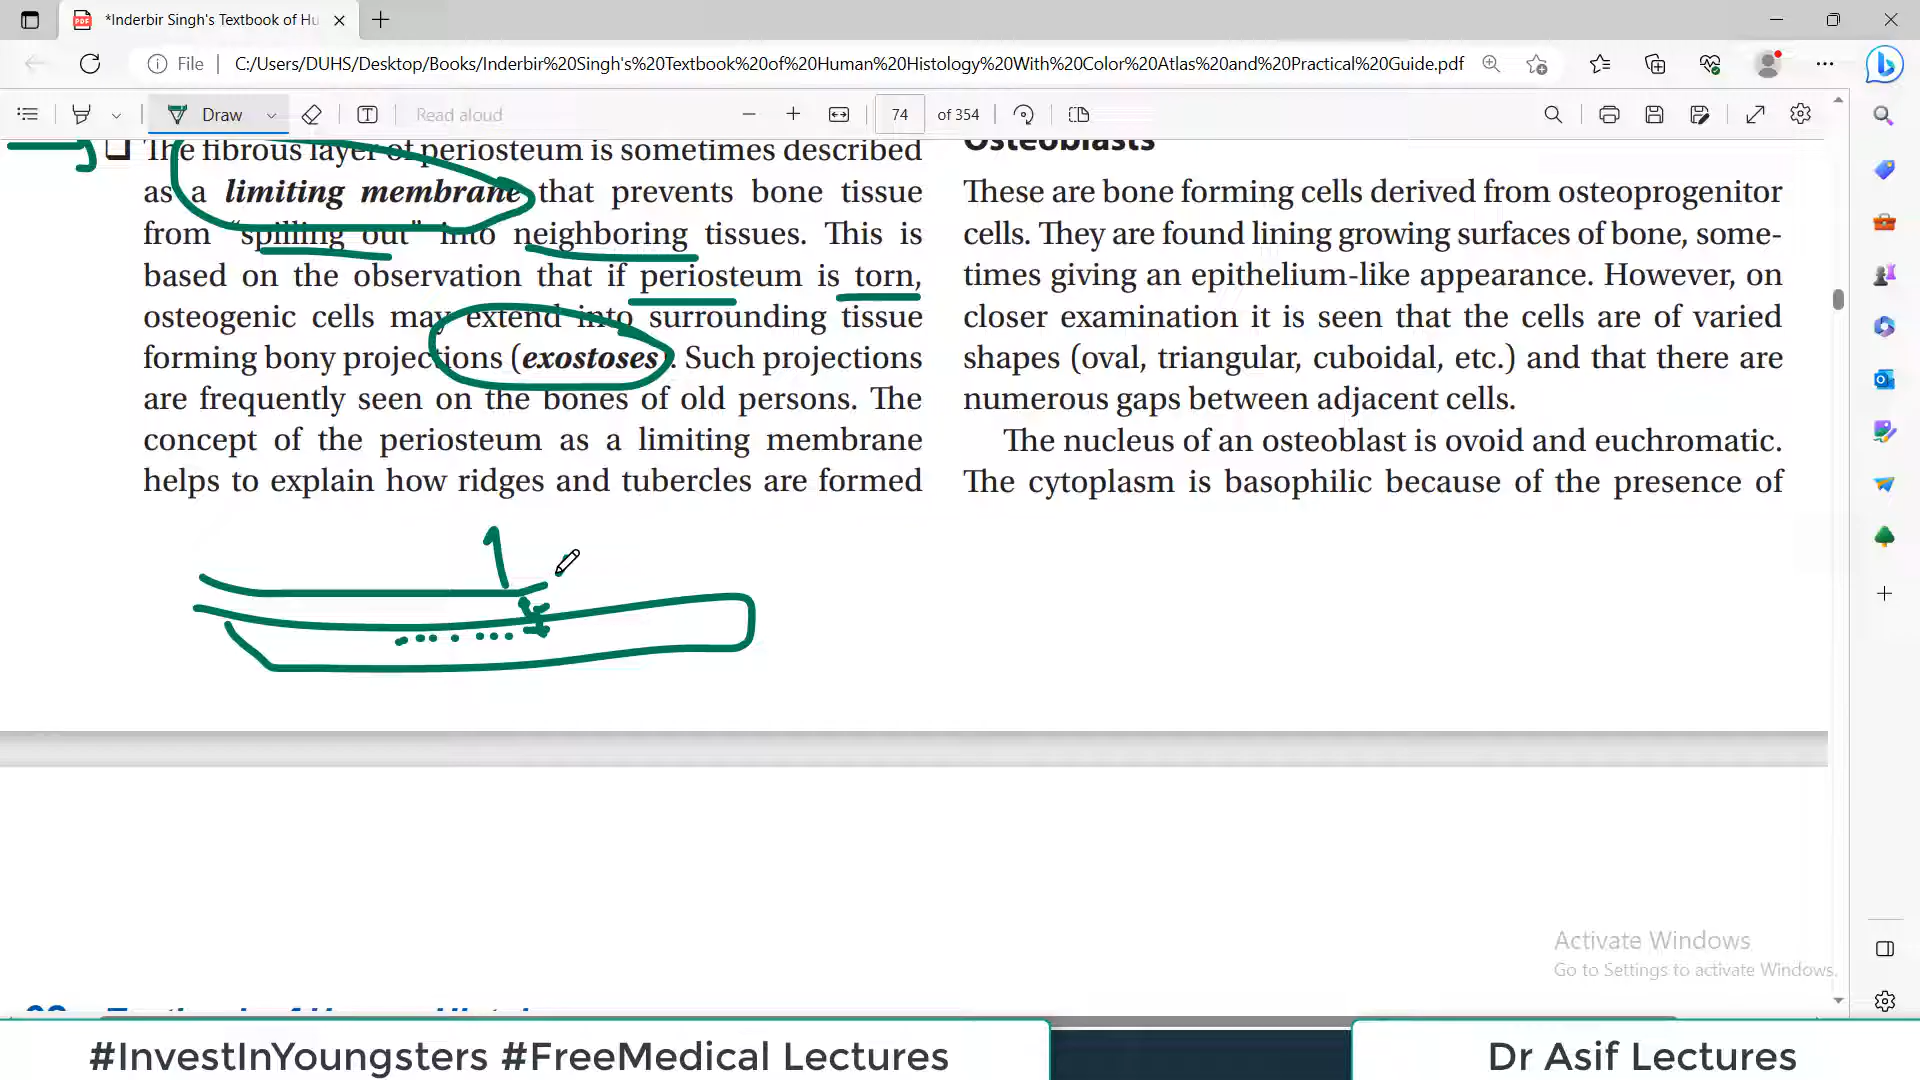 *Inderbir Singh's Textbook of Hu
File
C:/Users/DUHS/Desktop/Books/Inderbir%20Singh's%20Textbook%20of%20Human%20Histology%20With%20Color%20Atlas%20and%20Practical%20Guide.pdf
Draw
Read aloud
74
of 354
The fibrous layer of periosteum is sometimes described
as a limiting membrane that prevents bone tissue
from "spilling out" into neighboring tissues. This is
based on the observation that if periosteum is torn,
osteogenic cells may extend into surrounding tissue
forming bony projections (exostoses). Such projections
are frequently seen on the bones of old persons. The
concept of the periosteum as a limiting membrane
helps to explain how ridges and tubercles are formed
Osteoblasts
These are bone forming cells derived from osteoprogenitor
cells. They are found lining growing surfaces of bone, some-
times giving an epithelium-like appearance. However, on
closer examination it is seen that the cells are of varied
shapes (oval, triangular, cuboidal, etc.) and that there are
numerous gaps between adjacent cells.
The nucleus of an osteoblast is ovoid and euchromatic.
The cytoplasm is basophilic because of the presence of
Activate Windows
Go to Settings to activate Windows.
#InvestInYoungsters #FreeMedical Lectures
Dr Asif Lectures